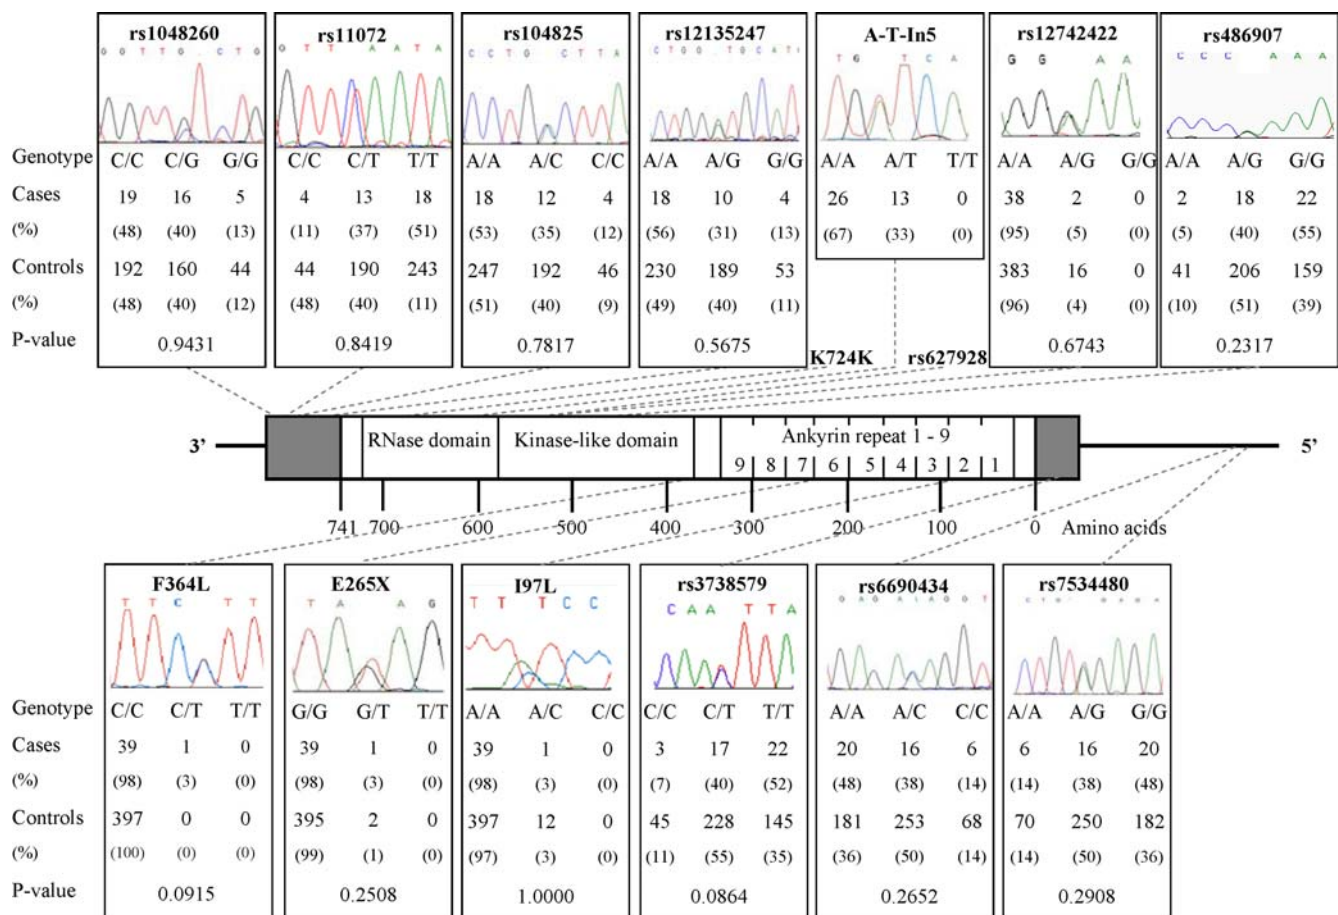 rs1048260 rs11072 rs104825 rs12135247 A-T-In5 rs12742422 rs486907
G G T T G C T G G T T A A T A C C T G C T T A C T G G T G C A T T G T C A G G A A C C C A A A
Genotype C/C C/G G/G C/C C/T T/T A/A A/C C/C A/A A/G G/G A/A A/T T/T A/A A/G G/G A/A A/G G/G
Cases 19 16 5 4 13 18 18 12 4 18 10 4 26 13 0 38 2 0 2 18 22
(%) (48) (40) (13) (11) (37) (51) (53) (35) (12) (56) (31) (13) (67) (33) (0) (95) (5) (0) (5) (40) (55)
Controls 192 160 44 44 190 243 247 192 46 230 189 53 383 16 0 41 206 159
(%) (48) (40) (12) (48) (40) (11) (51) (40) (9) (49) (40) (11) (96) (4) (0) (10) (51) (39)
P-value 0.9431 0.8419 0.7817 0.5675 0.6743 0.2317
K724K rs627928
3’ RNase domain Kinase-like domain Ankyrin repeat 1 - 9 5’
9 8 7 6 5 4 3 2 1
741 700 600 500 400 300 200 100 0 Amino acids
F364L E265X I97L rs3738579 rs6690434 rs7534480
T T C T T T A A G T T T C C C A A T T A G A G A A G G T C T G G A G A
Genotype C/C C/T T/T G/G G/T T/T A/A A/C C/C C/C C/T T/T A/A A/C C/C A/A A/G G/G
Cases 39 1 0 39 1 0 39 1 0 3 17 22 20 16 6 6 16 20
(%) (98) (3) (0) (98) (3) (0) (98) (3) (0) (7) (40) (52) (48) (38) (14) (14) (38) (48)
Controls 397 0 0 395 2 0 397 12 0 45 228 145 181 253 68 70 250 182
(%) (100) (0) (0) (99) (1) (0) (97) (3) (0) (11) (55) (35) (36) (50) (14) (14) (50) (36)
P-value 0.0915 0.2508 1.0000 0.0864 0.2652 0.2908